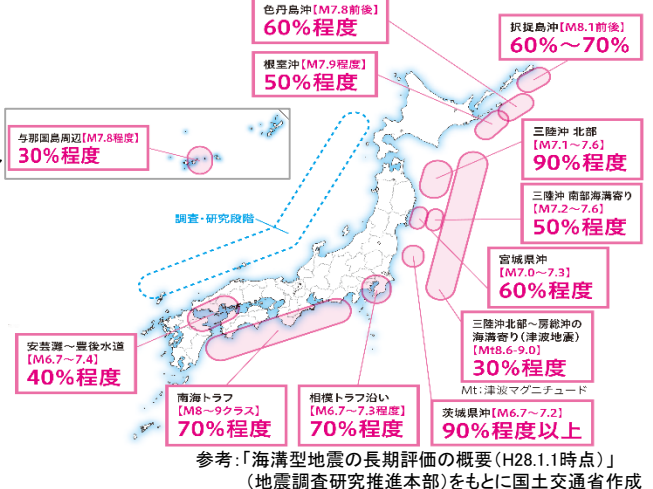 色丹島沖【M7.8前後】
60%程度
択捉島沖【M8.1前後】
60%～70%
根室沖【M7.9程度】
50%程度
与那国島周辺【M7.8程度】
30%程度
三陸沖 北部
【M7.1～7.6】
90%程度
三陸沖 南部海溝寄り
【M7.2～7.6】
50%程度
調査・研究段階
宮城県沖
【M7.0～7.3】
60%程度
三陸沖北部～房総沖の
海溝寄り(津波地震)
【Mt8.6-9.0】
30%程度
Mt：津波マグニチュード
安芸灘～豊後水道
【M6.7～7.4】
40%程度
南海トラフ
【M8～9クラス】
70%程度
相模トラフ沿い
【M6.7～7.3程度】
70%程度
茨城県沖【M6.7～7.2】
90%程度以上
参考：「海溝型地震の長期評価の概要（H28.1.1時点）」
（地震調査研究推進本部）をもとに国土交通省作成